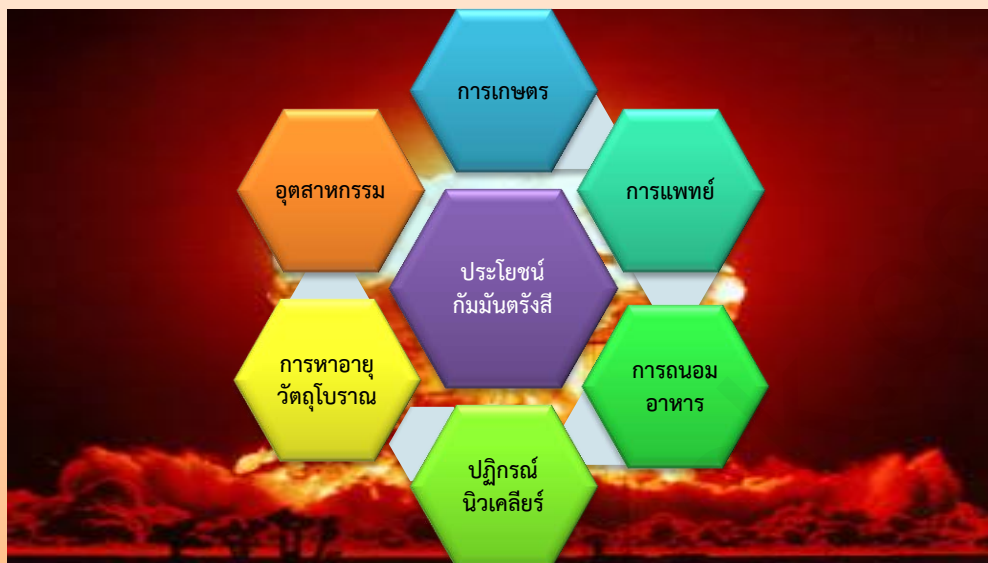 การเกษตร
อุตสาหกรรม
การแพทย์
ประโยชน์
กัมมันตรังสี
การหาอายุ
วัตถุโบราณ
การถนอม
อาหาร
ปฏิกรณ์
นิวเคลียร์